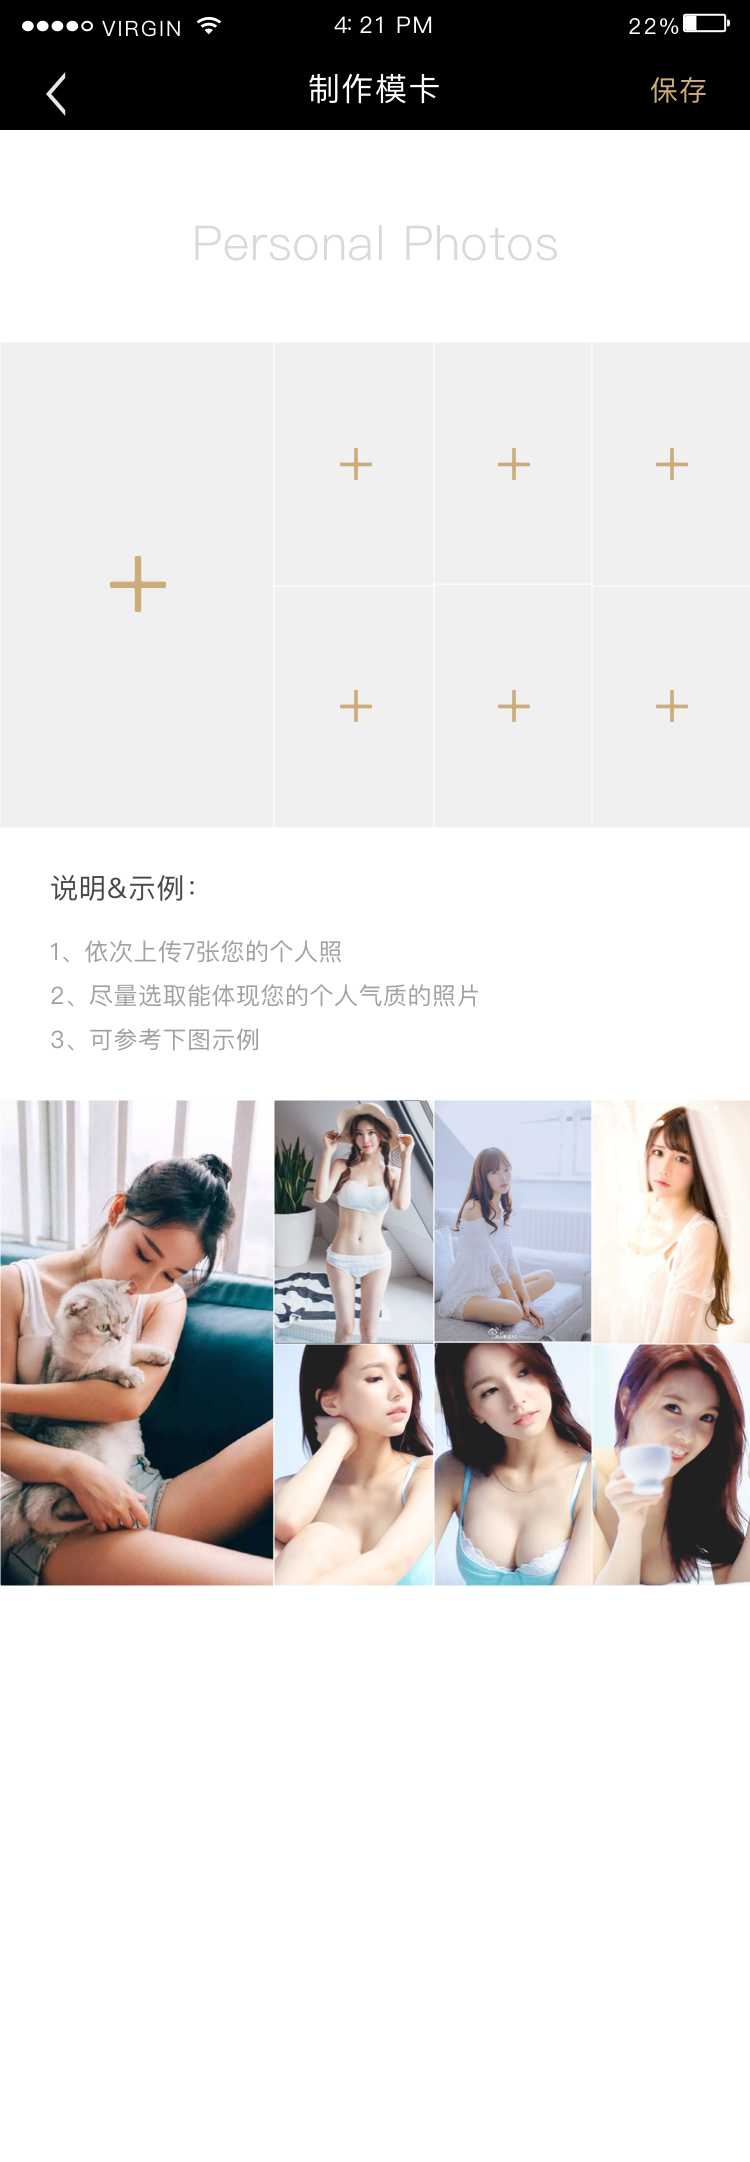 VIRGIN 4: 21 PM 22%
制作模卡 保存
Personal Photos
说明&示例：
1、依次上传7张您的个人照
2、尽量选取能体现您的个人气质的照片
3、可参考下图示例